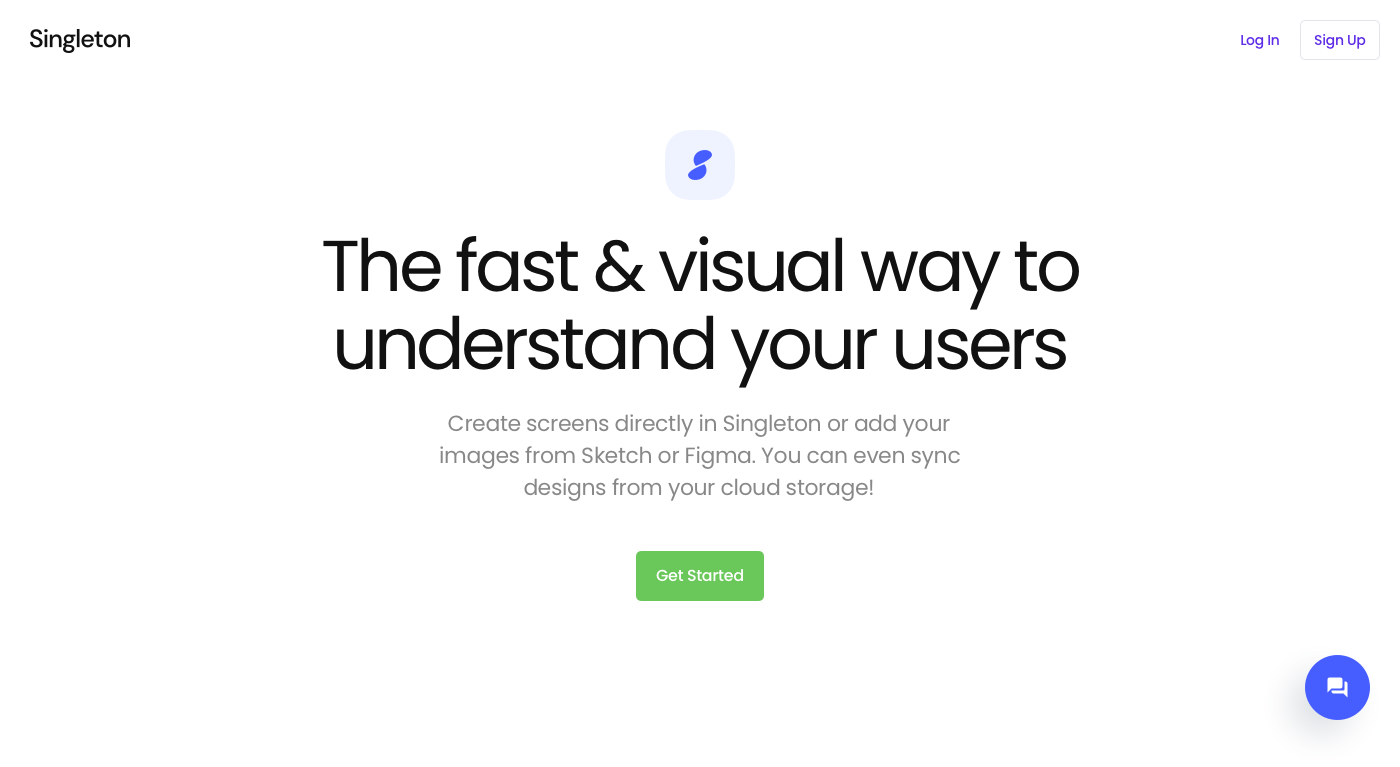 Singleton
Log In
Sign Up
The fast & visual way to
understand your users
Create screens directly in Singleton or add your
images from Sketch or Figma. You can even sync
designs from your cloud storage!
Get Started